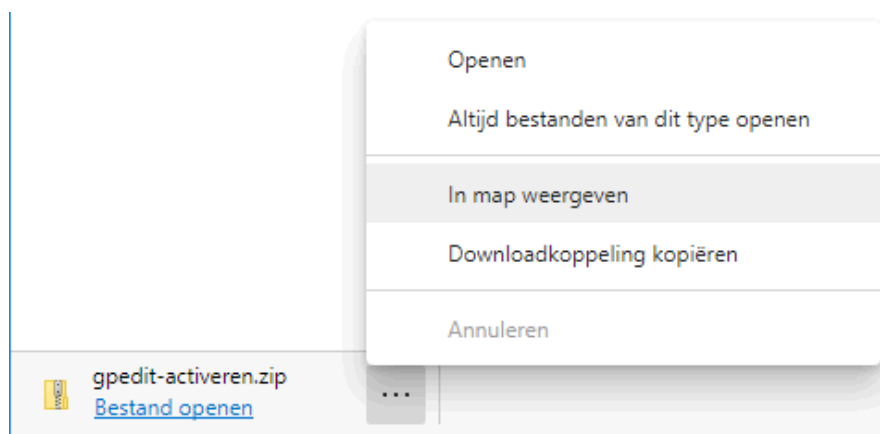 Openen
Altijd bestanden van dit type openen
In map weergeven
Downloadkoppeling kopiëren
Annuleren
gpedit-activeren.zip
Bestand openen
...